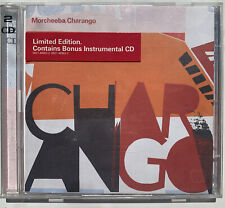 Morcheeba Charango
Limited Edition.
Contains Bonus Instrumental CD
2
CD
CHAR
ANGO